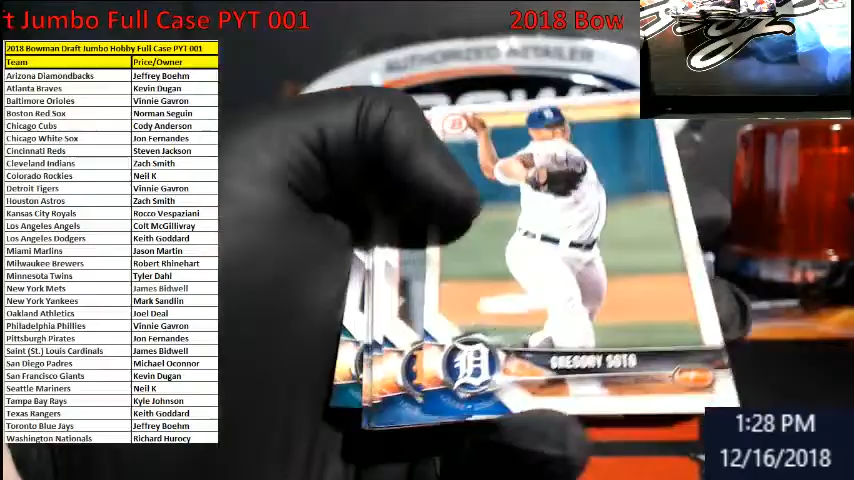 t Jumbo Full Case PYT 001
2018 Bow
2018 Bowman Draft Jumbo Hobby Full Case PYT 001
Team Price/Owner
Arizona Diamondbacks Jeffrey Boehm
Atlanta Braves Kevin Dugan
Baltimore Orioles Vinnie Gavron
Boston Red Sox Norman Seguin
Chicago Cubs Cody Anderson
Chicago White Sox Jon Fernandes
Cincinnati Reds Steven Jackson
Cleveland Indians Zach Smith
Colorado Rockies Neil K
Detroit Tigers Vinnie Gavron
Houston Astros Zach Smith
Kansas City Royals Rocco Vespaziani
Los Angeles Angels Colt McGillivray
Los Angeles Dodgers Keith Goddard
Miami Marlins Jason Martin
Milwaukee Brewers Robert Rhinehart
Minnesota Twins Tyler Dahl
New York Mets James Bidwell
New York Yankees Mark Sandlin
Oakland Athletics Joel Deal
Philadelphia Phillies Vinnie Gavron
Pittsburgh Pirates Jon Fernandes
Saint (St.) Louis Cardinals James Bidwell
San Diego Padres Michael Oconnor
San Francisco Giants Kevin Dugan
Seattle Mariners Neil K
Tampa Bay Rays Kyle Johnson
Texas Rangers Keith Goddard
Toronto Blue Jays Jeffrey Boehm
Washington Nationals Richard Hurocy
AUTHORIZED RETAILER
B
D
GREGORY SOTO
1:28 PM
12/16/2018